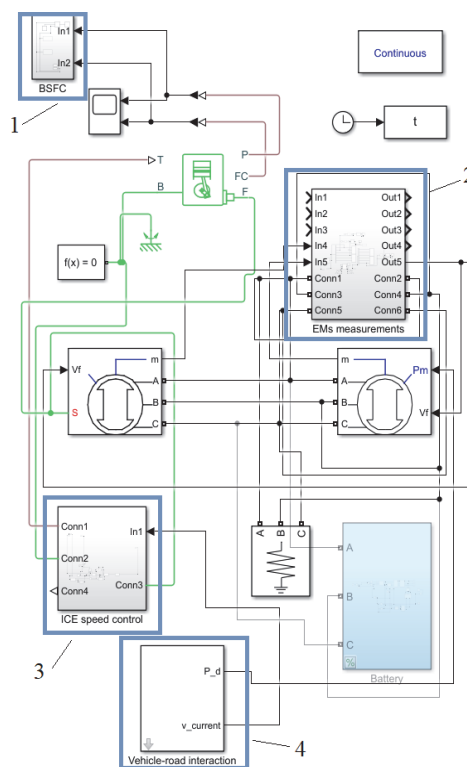 In1
In2
BSFC
1
Continuous
t
P
FC
T
B
F
2
In1
In2
In3
In4
In5
Conn1
Conn3
Conn5
Out1
Out2
Out3
Out4
Out5
Conn2
Conn4
Conn6
EMs measurements
f(x) = 0
Vf
S
m
A
B
C
m
A
B
C
Pm
Vf
Conn1
Conn2
Conn4
In1
Conn3
ICE speed control
3
A
B
C
A
B
C
%
Battery
P_d
v_current
Vehicle-road interaction
4